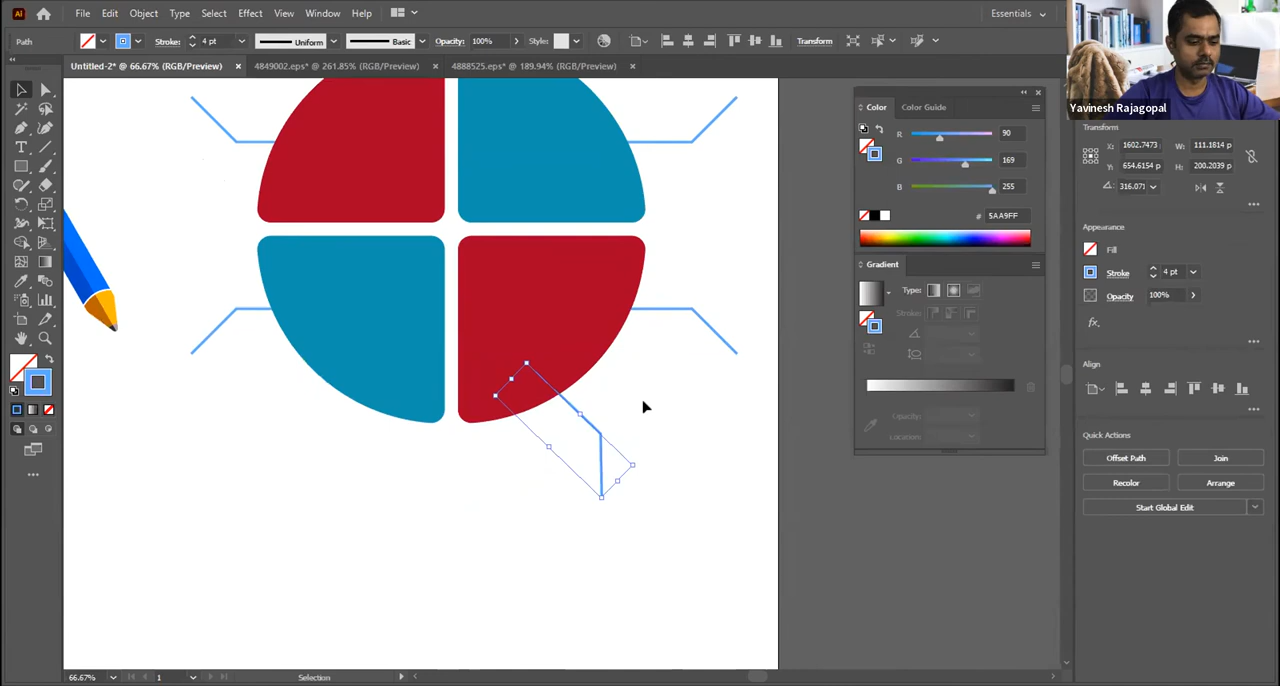 Ai File Edit Object Type Select Effect View Window Help Essentials
Path Stroke: 4 pt Uniform Basic Opacity: 100% Style: Transform
Yavinesh Rajagopal
Untitled-2* @ 66.67% (RGB/Preview) × 4849002.eps* @ 261.85% (RGB/Preview) × 4888525.eps* @ 189.94% (RGB/Preview) ×
Color Color Guide
R 90
G 169
B 255
# 5AA9FF
Gradient
Type:
Stroke:
Opacity:
Location:
Transform
X: 1602.7473 W: 111.1814 p
Y: 654.6154 p H: 200.2039 p
316.071
Appearance
Fill
Stroke 4 pt
Opacity 100%
fx.
Align
Quick Actions
Offset Path Join
Recolor Arrange
Start Global Edit
66.67% 1 Selection